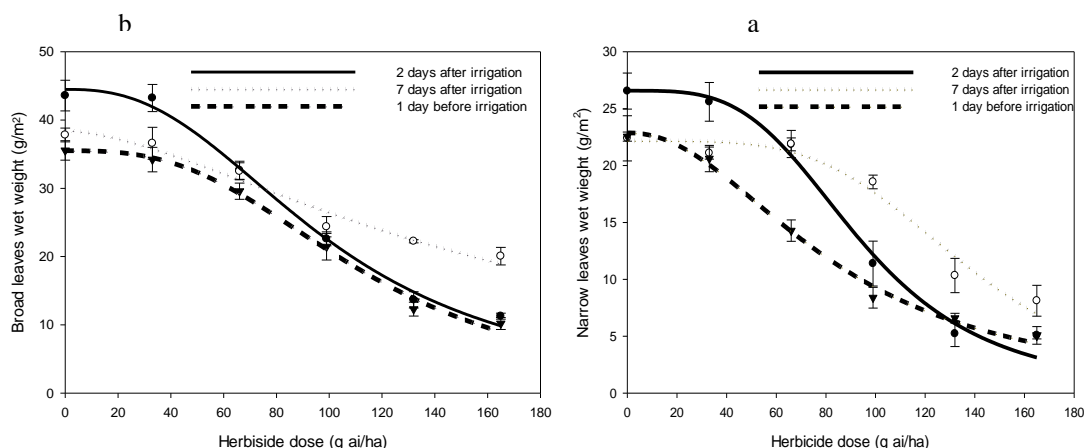 b
50
40
30
20
10
0
0 20 40 60 80 100 120 140 160 180
Broad leaves wet weight (g/m²)
Herbiside dose (g ai/ha)
2 days after irrigation
7 days after irrigation
1 day before irrigation
a
30
25
20
15
10
5
0
0 20 40 60 80 100 120 140 160 180
Narrow leaves wet wieght (g/m²)
Herbicide dose (g ai/ha)
2 days after irrigation
7 days after irrigation
1 day before irrigation